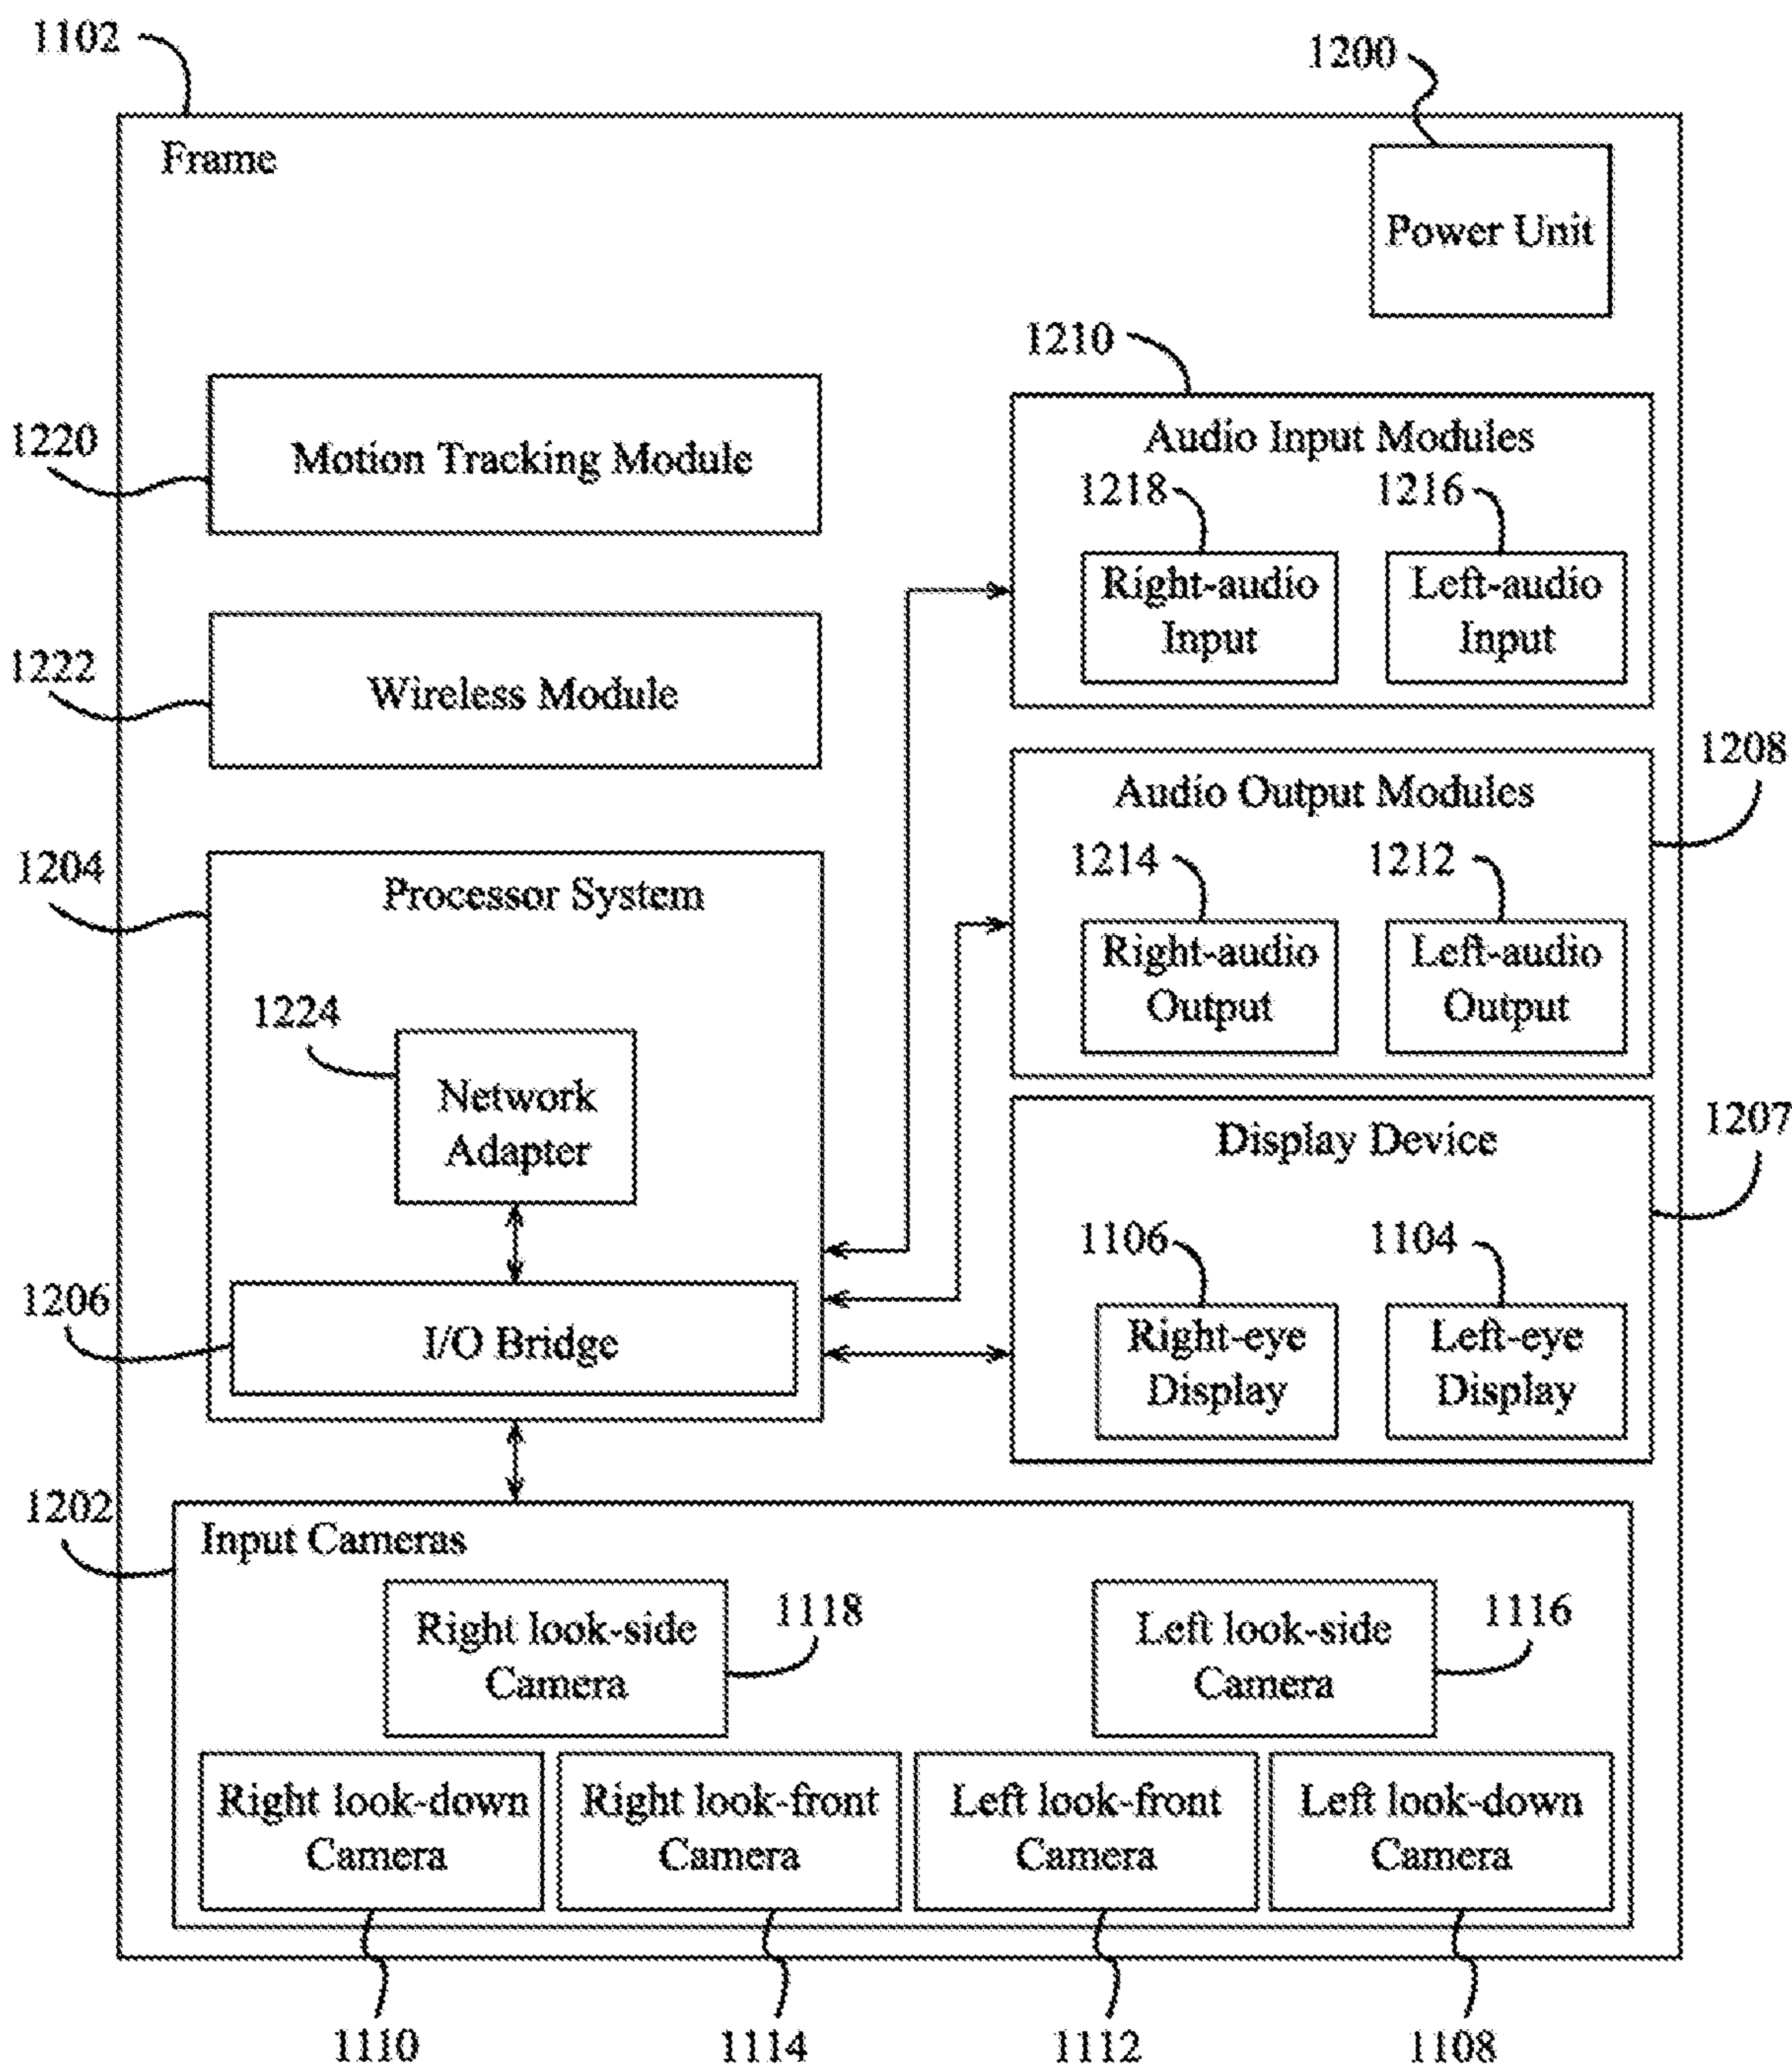 1102
1200
Frame
Power Unit
1210
1220
Motion Tracking Module
Audio Input Modules
1218
1216
Right-audio
Input
Left-audio
Input
1222
Wireless Module
1208
Audio Output Modules
1214
1212
Right-audio
Output
Left-audio
Output
1204
Processor System
1224
Network
Adapter
1207
Display Device
1106
1104
Right-eye
Display
Left-eye
Display
1206
I/O Bridge
1202
Input Cameras
Right look-side
Camera
1118
Left look-side
Camera
1116
Right look-down
Camera
Right look-front
Camera
Left look-front
Camera
Left look-down
Camera
1110
1114
1112
1108